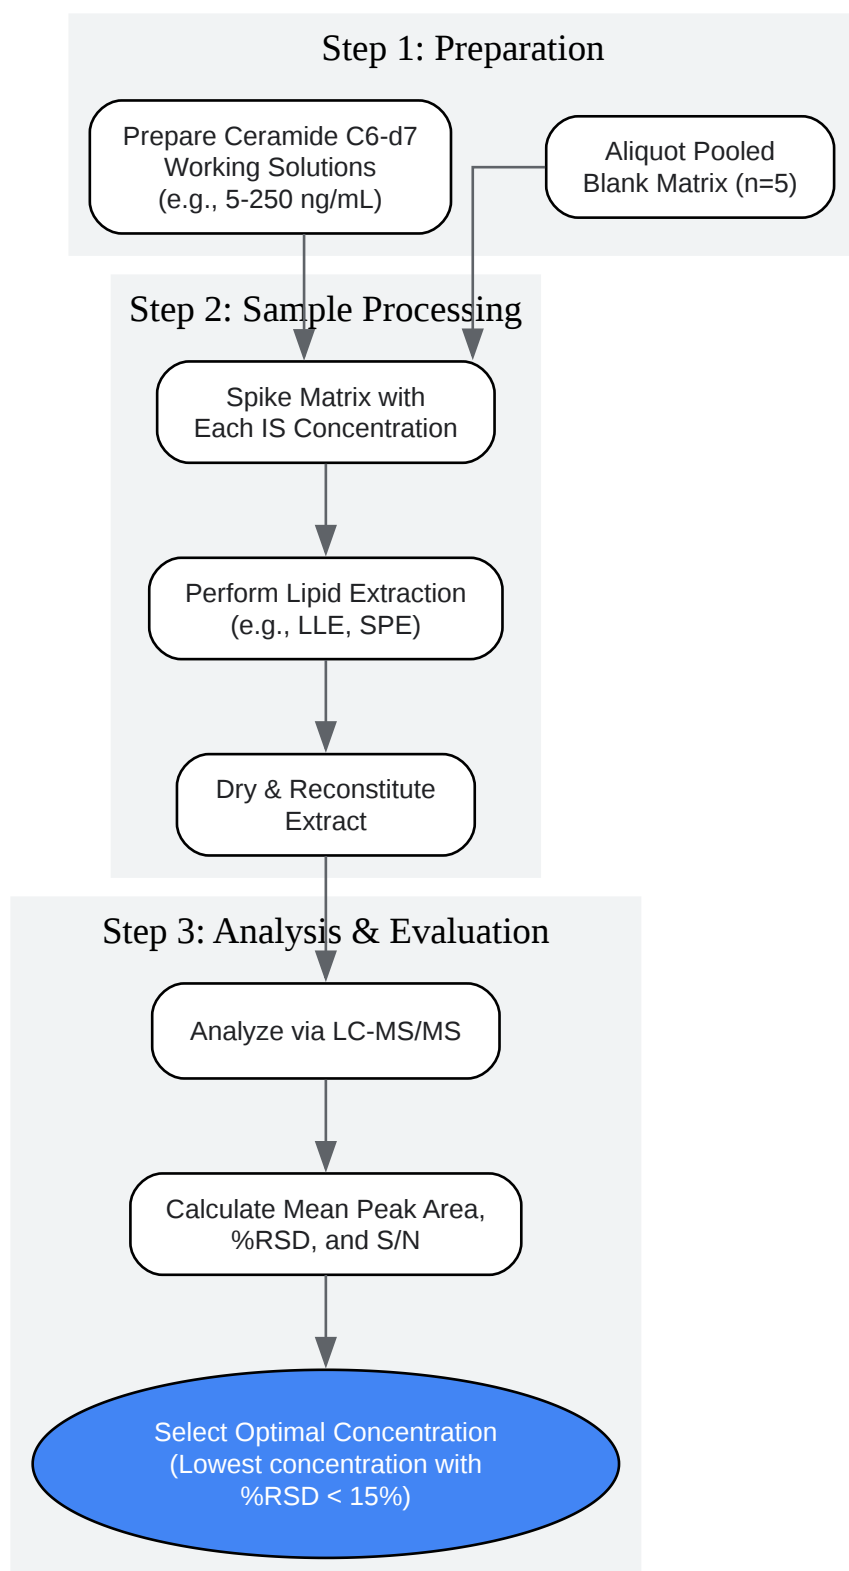 Step 1: Preparation
Prepare Ceramide C6-d7
Working Solutions
(e.g., 5-250 ng/mL)
Aliquot Pooled
Blank Matrix (n=5)
Step 2: Sample Processing
Spike Matrix with
Each IS Concentration
Perform Lipid Extraction
(e.g., LLE, SPE)
Dry & Reconstitute
Extract
Step 3: Analysis & Evaluation
Analyze via LC-MS/MS
Calculate Mean Peak Area,
%RSD, and S/N
Select Optimal Concentration
(Lowest concentration with
%RSD < 15%)